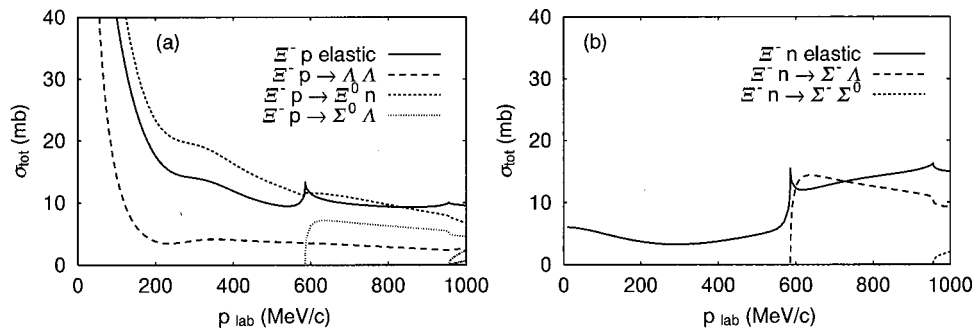 (a)
Ξ⁻ p elastic
Ξ⁻ p → Λ Λ
Ξ⁻ p → Ξ⁰ n
Ξ⁻ p → Σ⁰ Λ
σtot (mb)
40
30
20
10
0
0 200 400 600 800 1000
p lab (MeV/c)
(b)
Ξ⁻ n elastic
Ξ⁻ n → Σ⁻ Λ
Ξ⁻ n → Σ⁻ Σ⁰
σtot (mb)
40
30
20
10
0
0 200 400 600 800 1000
p lab (MeV/c)